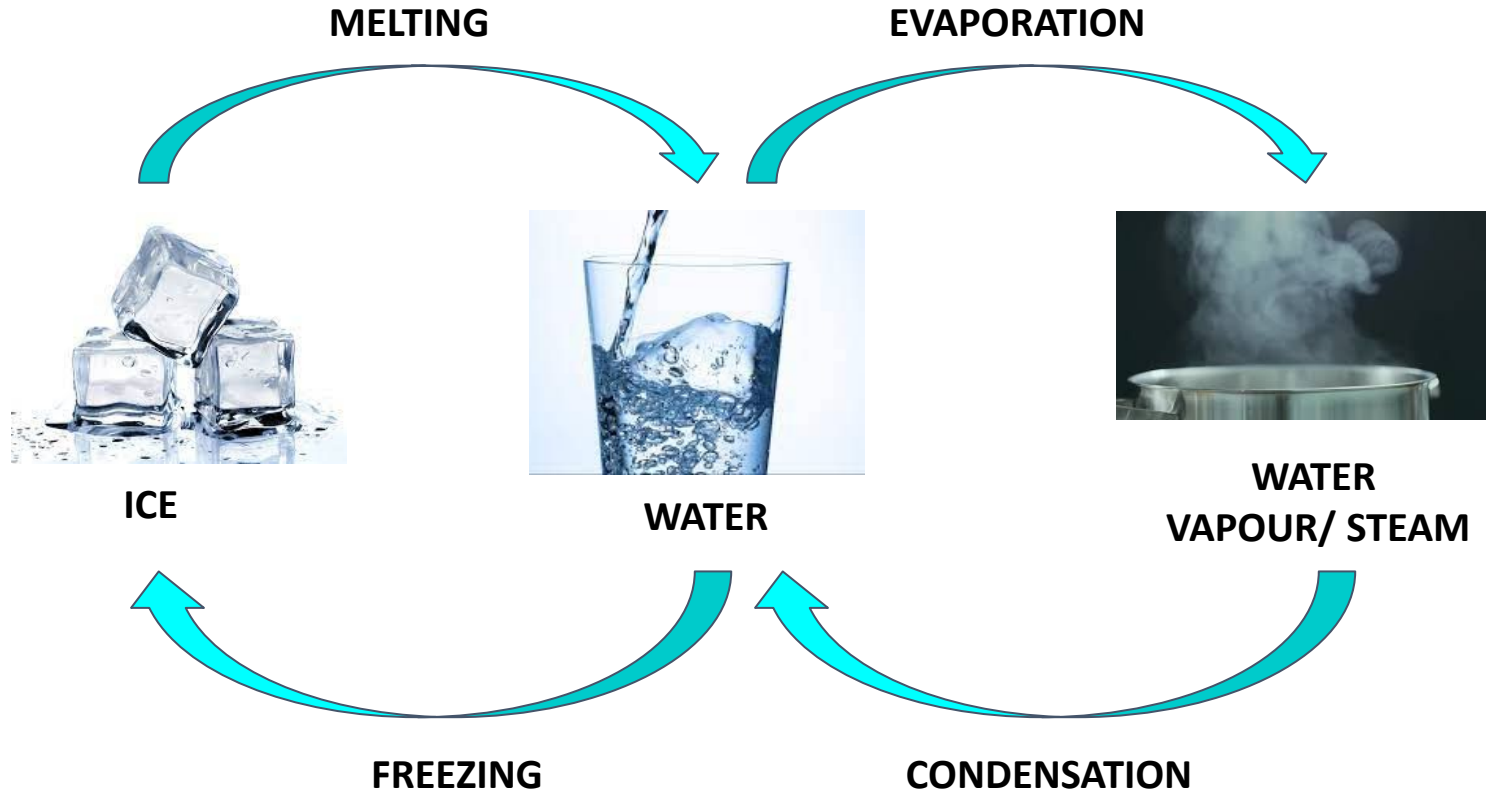 MELTING
EVAPORATION
ICE
WATER
WATER
VAPOUR/ STEAM
FREEZING
CONDENSATION